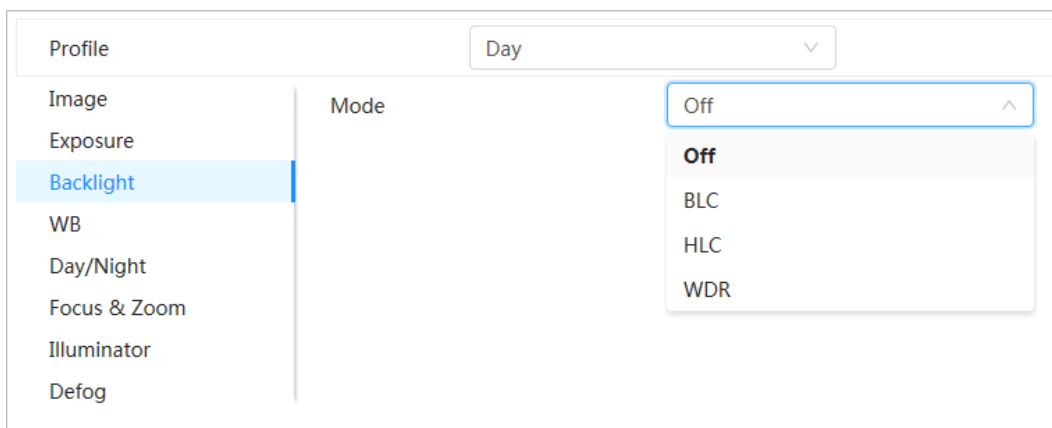 Profile Day
Image Mode Off
Exposure
Off
Backlight
BLC
WB
HLC
Day/Night
WDR
Focus & Zoom
Illuminator
Defog